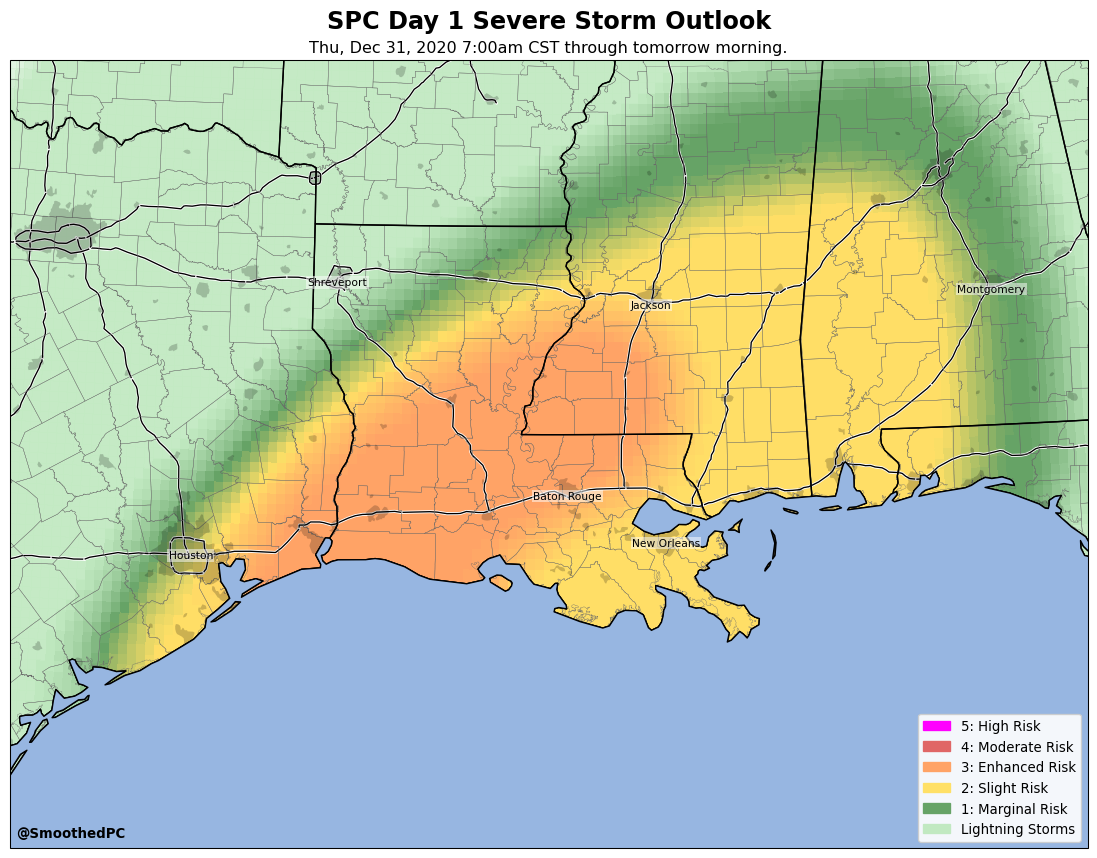 SPC Day 1 Severe Storm Outlook
Thu, Dec 31, 2020 7:00am CST through tomorrow morning.
Shreveport
Jackson
Montgomery
Baton Rouge
New Orleans
Houston
5: High Risk
4: Moderate Risk
3: Enhanced Risk
2: Slight Risk
1: Marginal Risk
Lightning Storms
@SmoothedPC